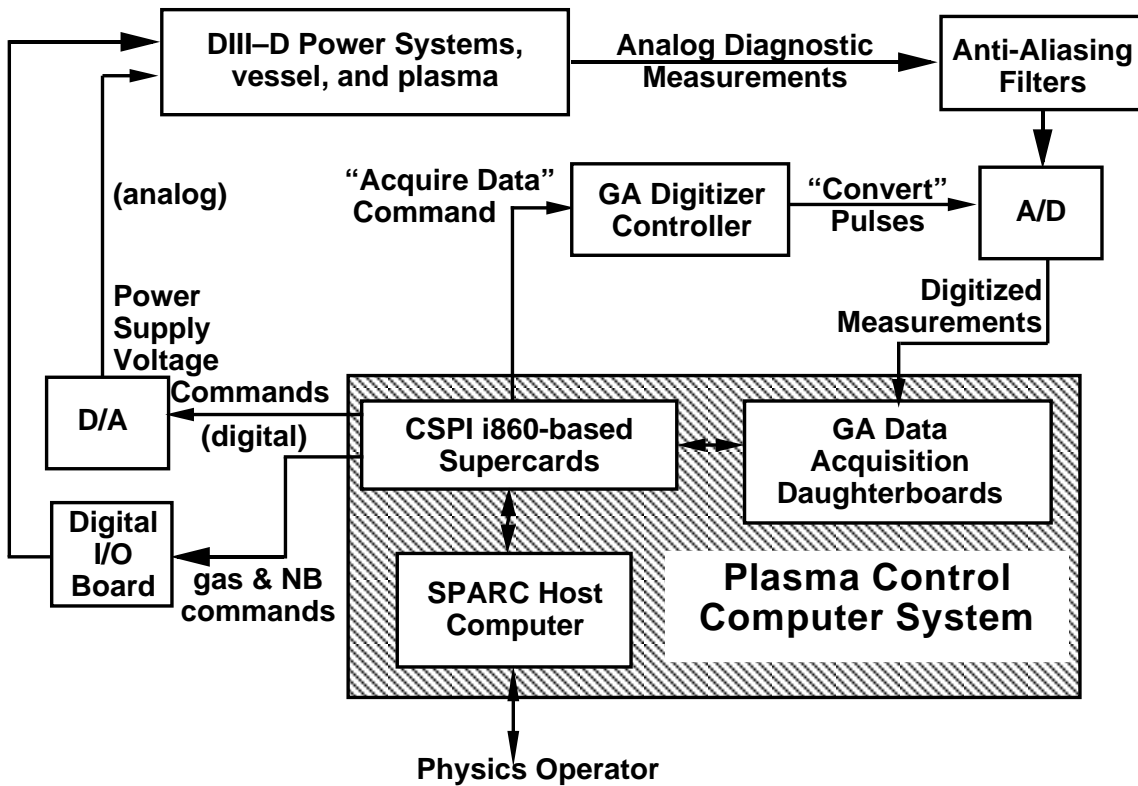 DIII–D Power Systems,
vessel, and plasma
Analog Diagnostic
Measurements
Anti-Aliasing
Filters
(analog)
“Acquire Data”
Command
GA Digitizer
Controller
“Convert”
Pulses
A/D
Power
Supply
Voltage
Commands
(digital)
Digitized
Measurements
D/A
CSPI i860-based
Supercards
GA Data
Acquisition
Daughterboards
Digital
I/O
Board
gas & NB
commands
SPARC Host
Computer
Plasma Control
Computer System
Physics Operator